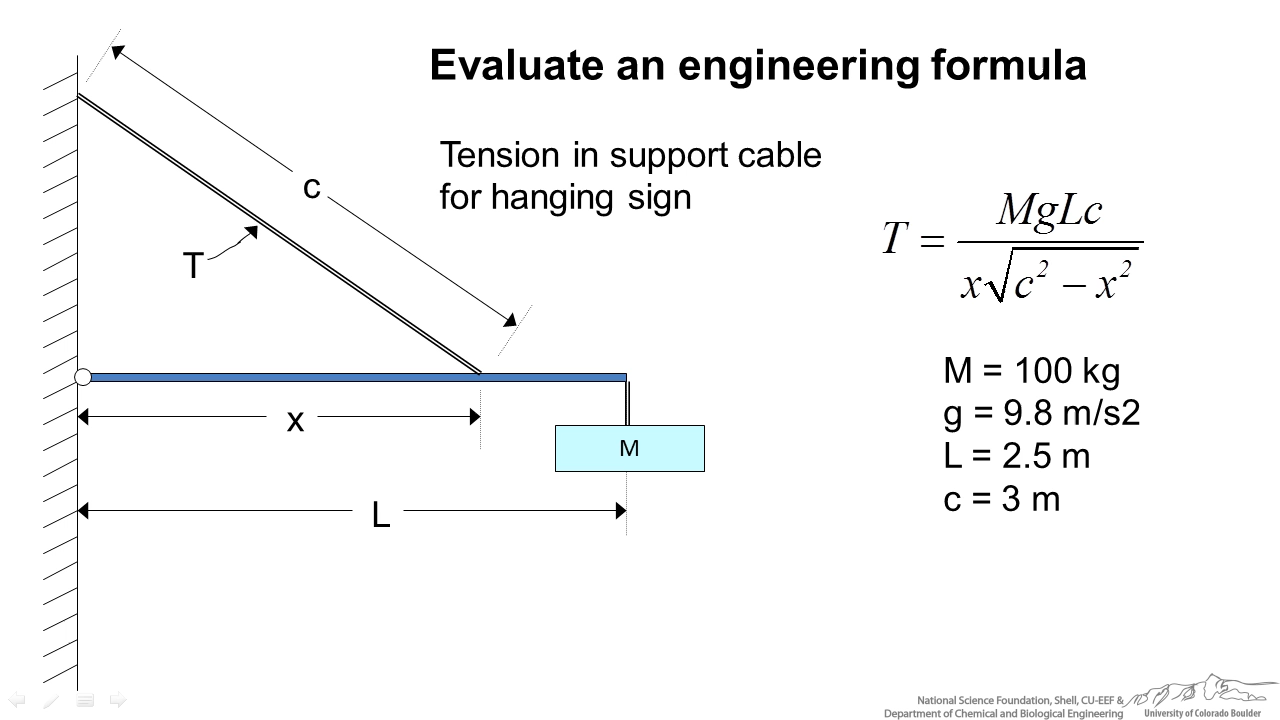 Evaluate an engineering formula
Tension in support cable
for hanging sign
c
T
T = MgLc / x√c² − x²
M = 100 kg
g = 9.8 m/s2
L = 2.5 m
c = 3 m
x
M
L
National Science Foundation, Shell, CU-EEF &
Department of Chemical and Biological Engineering
University of Colorado Boulder